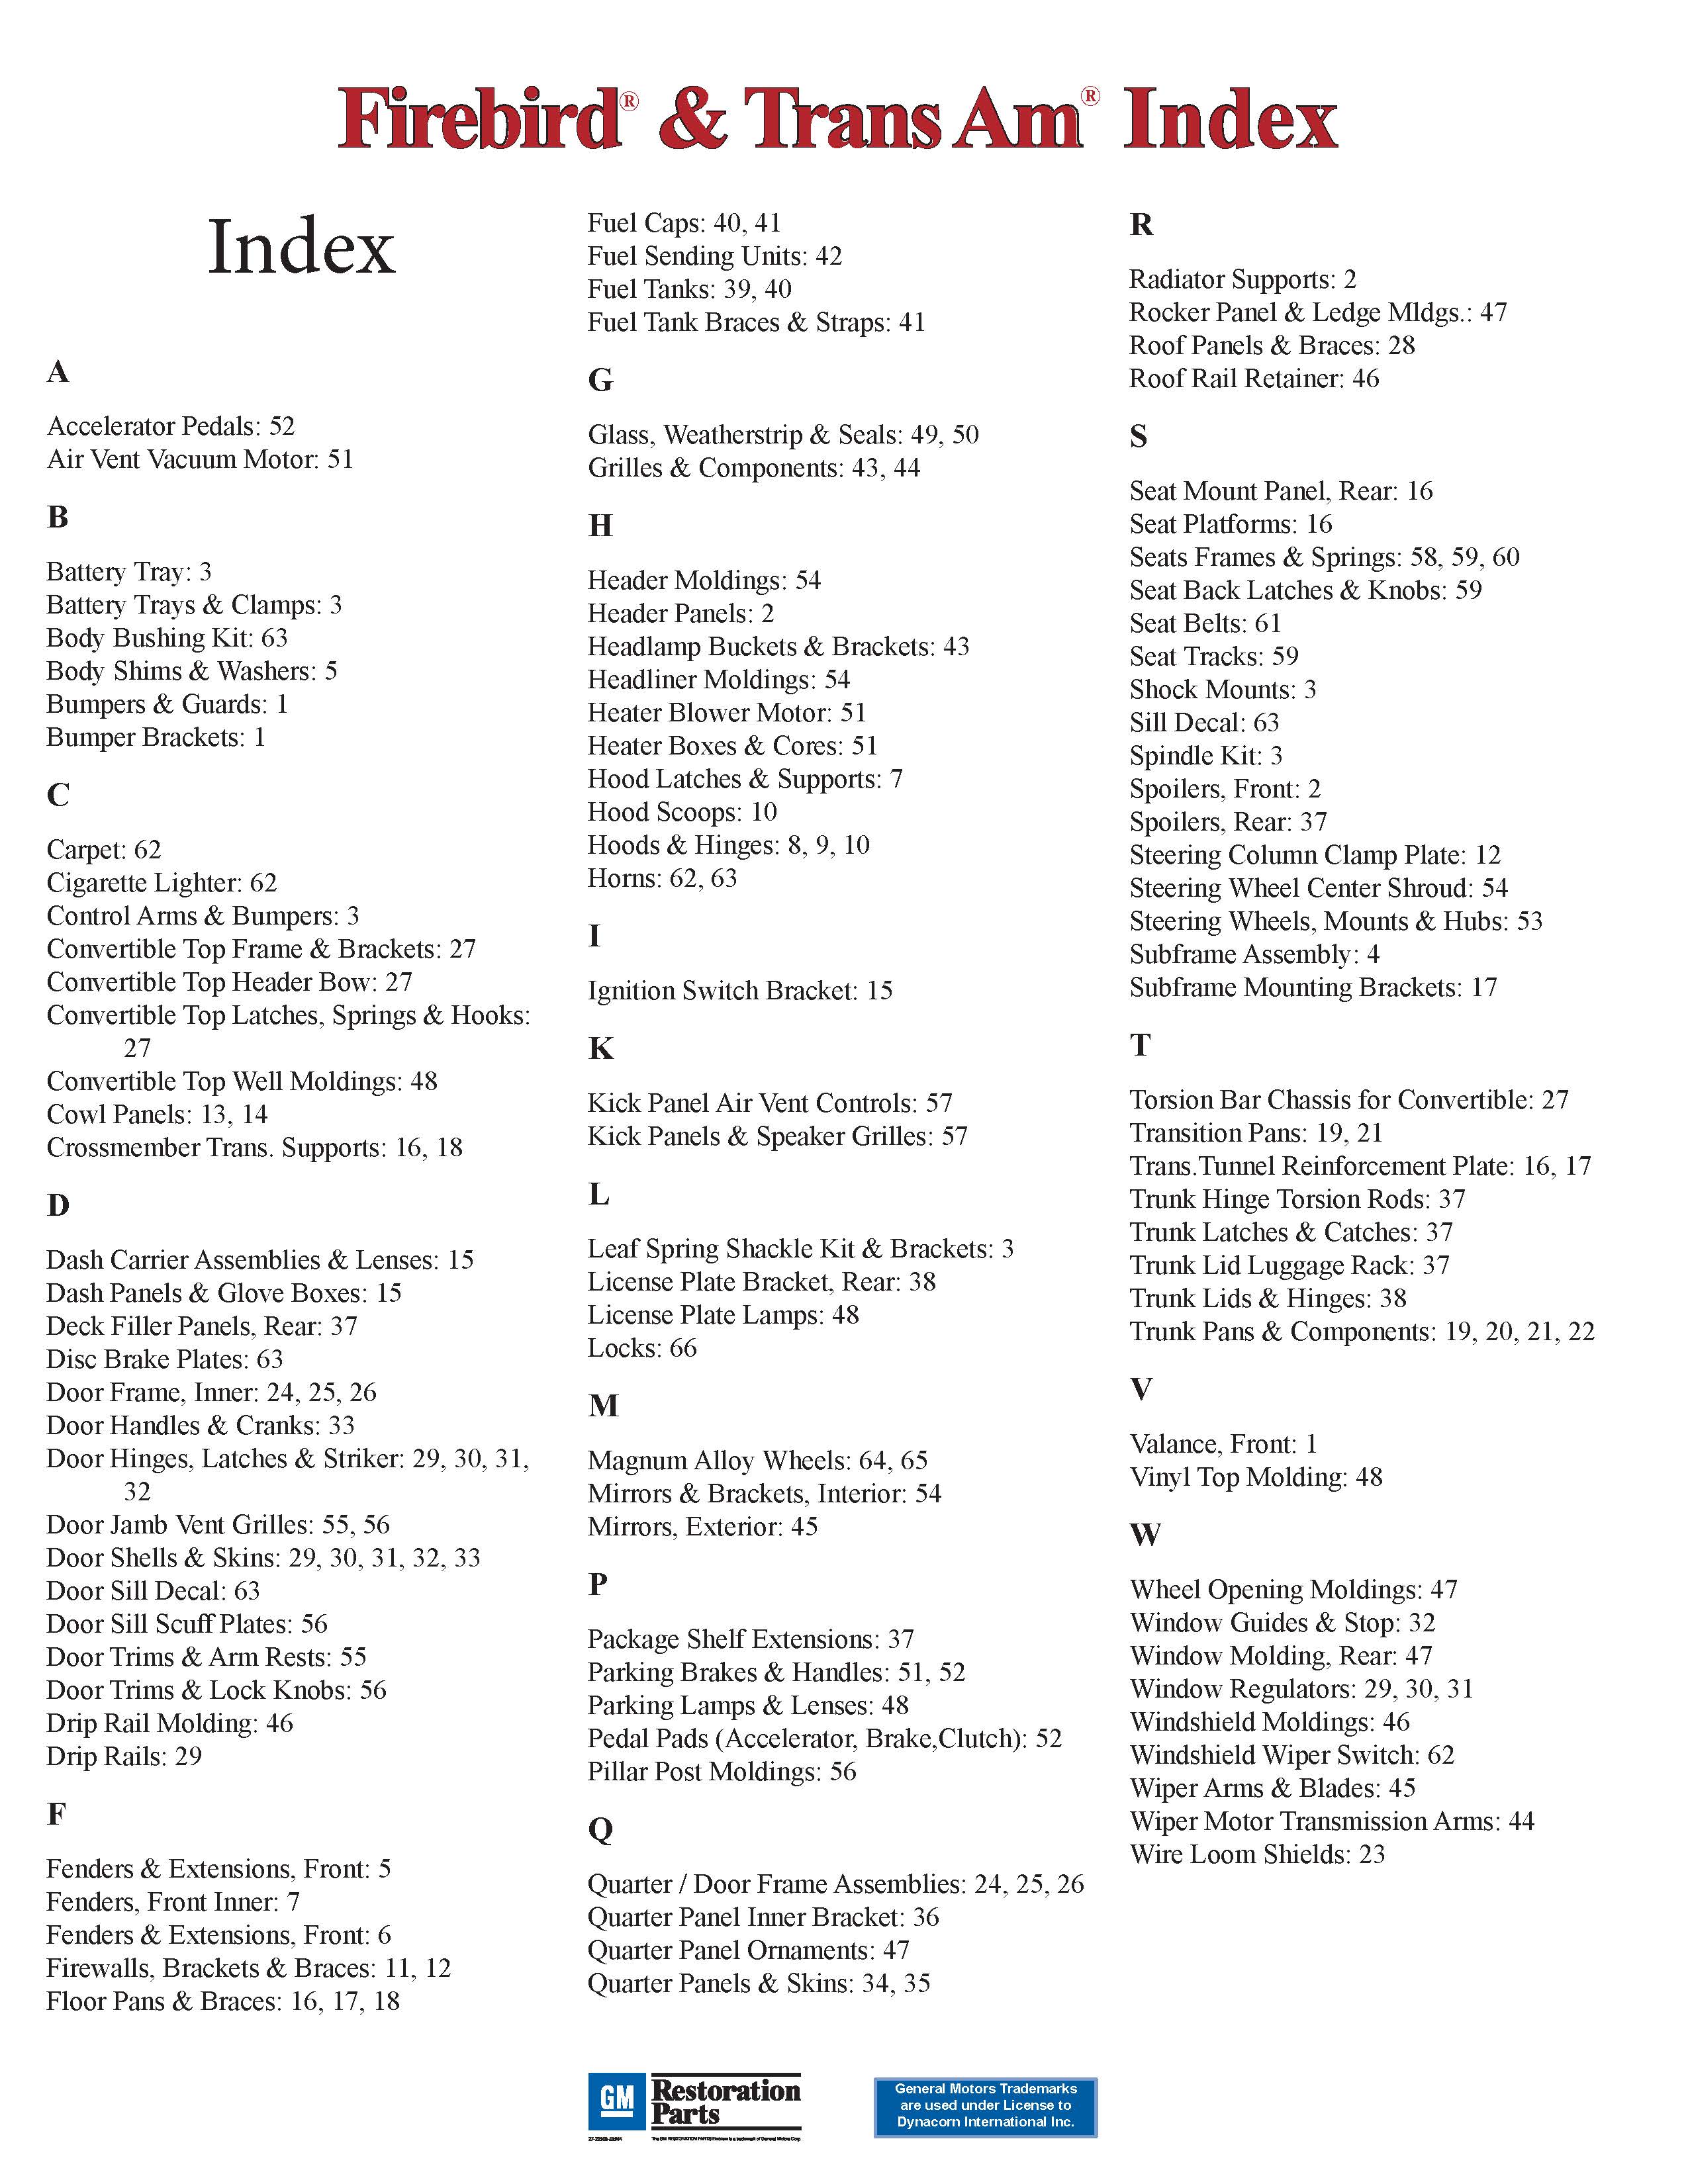 Firebird® & Trans Am® Index
Index
A
Accelerator Pedals: 52
Air Vent Vacuum Motor: 51
B
Battery Tray: 3
Battery Trays & Clamps: 3
Body Bushing Kit: 63
Body Shims & Washers: 5
Bumpers & Guards: 1
Bumper Brackets: 1
C
Carpet: 62
Cigarette Lighter: 62
Control Arms & Bumpers: 3
Convertible Top Frame & Brackets: 27
Convertible Top Header Bow: 27
Convertible Top Latches, Springs & Hooks:
27
Convertible Top Well Moldings: 48
Cowl Panels: 13, 14
Crossmember Trans. Supports: 16, 18
D
Dash Carrier Assemblies & Lenses: 15
Dash Panels & Glove Boxes: 15
Deck Filler Panels, Rear: 37
Disc Brake Plates: 63
Door Frame, Inner: 24, 25, 26
Door Handles & Cranks: 33
Door Hinges, Latches & Striker: 29, 30, 31,
32
Door Jamb Vent Grilles: 55, 56
Door Shells & Skins: 29, 30, 31, 32, 33
Door Sill Decal: 63
Door Sill Scuff Plates: 56
Door Trims & Arm Rests: 55
Door Trims & Lock Knobs: 56
Drip Rail Molding: 46
Drip Rails: 29
F
Fenders & Extensions, Front: 5
Fenders, Front Inner: 7
Fenders & Extensions, Front: 6
Firewalls, Brackets & Braces: 11, 12
Floor Pans & Braces: 16, 17, 18
Fuel Caps: 40, 41
Fuel Sending Units: 42
Fuel Tanks: 39, 40
Fuel Tank Braces & Straps: 41
G
Glass, Weatherstrip & Seals: 49, 50
Grilles & Components: 43, 44
H
Header Moldings: 54
Header Panels: 2
Headlamp Buckets & Brackets: 43
Headliner Moldings: 54
Heater Blower Motor: 51
Heater Boxes & Cores: 51
Hood Latches & Supports: 7
Hood Scoops: 10
Hoods & Hinges: 8, 9, 10
Horns: 62, 63
I
Ignition Switch Bracket: 15
K
Kick Panel Air Vent Controls: 57
Kick Panels & Speaker Grilles: 57
L
Leaf Spring Shackle Kit & Brackets: 3
License Plate Bracket, Rear: 38
License Plate Lamps: 48
Locks: 66
M
Magnum Alloy Wheels: 64, 65
Mirrors & Brackets, Interior: 54
Mirrors, Exterior: 45
P
Package Shelf Extensions: 37
Parking Brakes & Handles: 51, 52
Parking Lamps & Lenses: 48
Pedal Pads (Accelerator, Brake,Clutch): 52
Pillar Post Moldings: 56
Q
Quarter / Door Frame Assemblies: 24, 25, 26
Quarter Panel Inner Bracket: 36
Quarter Panel Ornaments: 47
Quarter Panels & Skins: 34, 35
R
Radiator Supports: 2
Rocker Panel & Ledge Mldgs.: 47
Roof Panels & Braces: 28
Roof Rail Retainer: 46
S
Seat Mount Panel, Rear: 16
Seat Platforms: 16
Seats Frames & Springs: 58, 59, 60
Seat Back Latches & Knobs: 59
Seat Belts: 61
Seat Tracks: 59
Shock Mounts: 3
Sill Decal: 63
Spindle Kit: 3
Spoilers, Front: 2
Spoilers, Rear: 37
Steering Column Clamp Plate: 12
Steering Wheel Center Shroud: 54
Steering Wheels, Mounts & Hubs: 53
Subframe Assembly: 4
Subframe Mounting Brackets: 17
T
Torsion Bar Chassis for Convertible: 27
Transition Pans: 19, 21
Trans.Tunnel Reinforcement Plate: 16, 17
Trunk Hinge Torsion Rods: 37
Trunk Latches & Catches: 37
Trunk Lid Luggage Rack: 37
Trunk Lids & Hinges: 38
Trunk Pans & Components: 19, 20, 21, 22
V
Valance, Front: 1
Vinyl Top Molding: 48
W
Wheel Opening Moldings: 47
Window Guides & Stop: 32
Window Molding, Rear: 47
Window Regulators: 29, 30, 31
Windshield Moldings: 46
Windshield Wiper Switch: 62
Wiper Arms & Blades: 45
Wiper Motor Transmission Arms: 44
Wire Loom Shields: 23
GM
Restoration
Parts
The GM RESTORATION PARTS Emblem is a trademark of General Motors Corp.
General Motors Trademarks
are used under License to
Dynacorn International Inc.